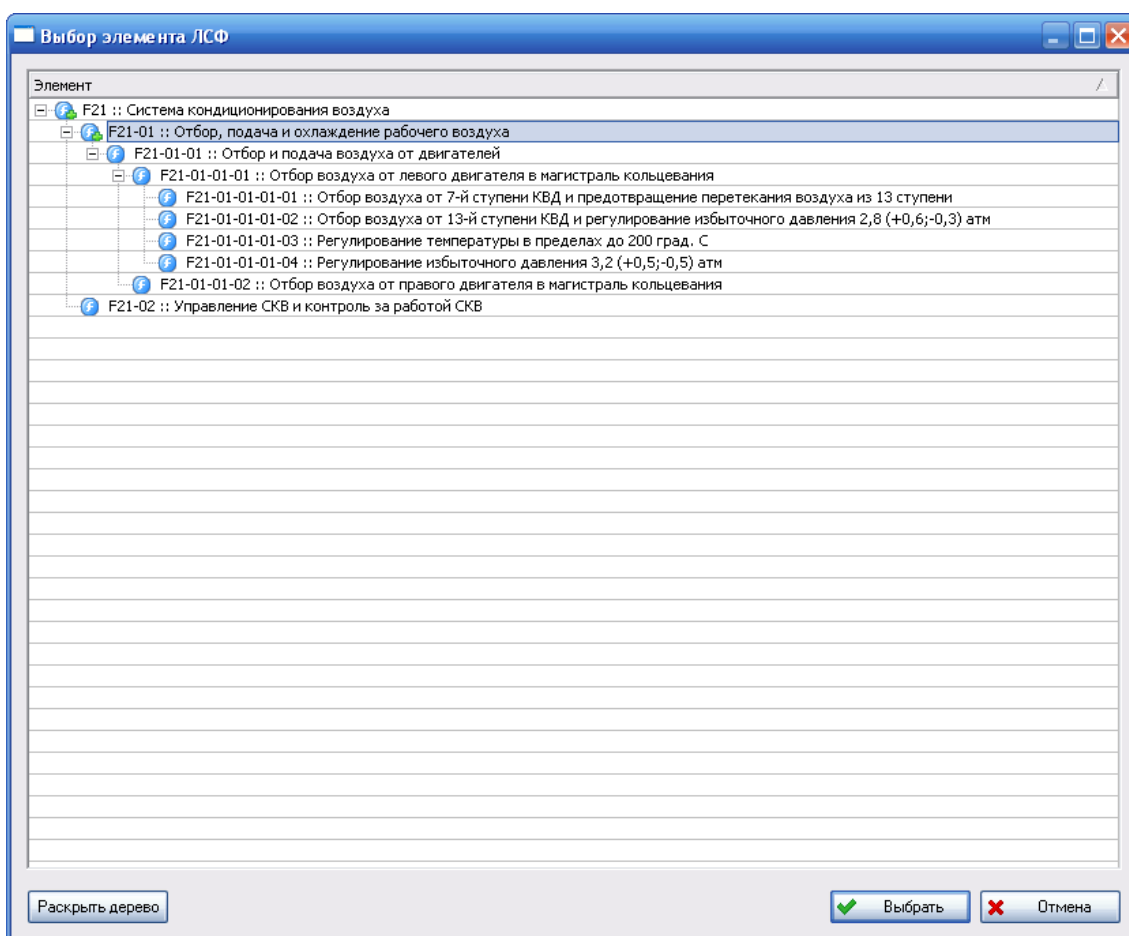 Выбор элемента ЛСФ
Элемент
F21 :: Система кондиционирования воздуха
F21-01 :: Отбор, подача и охлаждение рабочего воздуха
F21-01-01 :: Отбор и подача воздуха от двигателей
F21-01-01-01 :: Отбор воздуха от левого двигателя в магистраль кольцевания
F21-01-01-01-01 :: Отбор воздуха от 7-й ступени КВД и предотвращение перетекания воздуха из 13 ступени
F21-01-01-01-02 :: Отбор воздуха от 13-й ступени КВД и регулирование избыточного давления 2,8 (+0,6;-0,3) атм
F21-01-01-01-03 :: Регулирование температуры в пределах до 200 град. С
F21-01-01-01-04 :: Регулирование избыточного давления 3,2 (+0,5;-0,5) атм
F21-01-01-02 :: Отбор воздуха от правого двигателя в магистраль кольцевания
F21-02 :: Управление СКВ и контроль за работой СКВ
Раскрыть дерево Выбрать Отмена